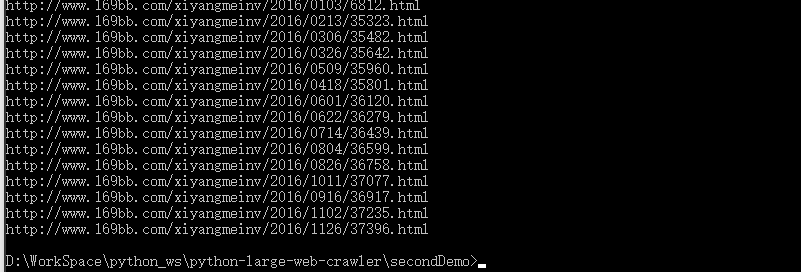 http://www.169bb.com/xiyangmeinv/2016/0103/6812.html
http://www.169bb.com/xiyangmeinv/2016/0213/35323.html
http://www.169bb.com/xiyangmeinv/2016/0306/35482.html
http://www.169bb.com/xiyangmeinv/2016/0326/35642.html
http://www.169bb.com/xiyangmeinv/2016/0509/35960.html
http://www.169bb.com/xiyangmeinv/2016/0418/35801.html
http://www.169bb.com/xiyangmeinv/2016/0601/36120.html
http://www.169bb.com/xiyangmeinv/2016/0622/36279.html
http://www.169bb.com/xiyangmeinv/2016/0714/36439.html
http://www.169bb.com/xiyangmeinv/2016/0804/36599.html
http://www.169bb.com/xiyangmeinv/2016/0826/36758.html
http://www.169bb.com/xiyangmeinv/2016/1011/37077.html
http://www.169bb.com/xiyangmeinv/2016/0916/36917.html
http://www.169bb.com/xiyangmeinv/2016/1102/37235.html
http://www.169bb.com/xiyangmeinv/2016/1126/37396.html
D:\WorkSpace\python_ws\python-large-web-crawler\secondDemo>